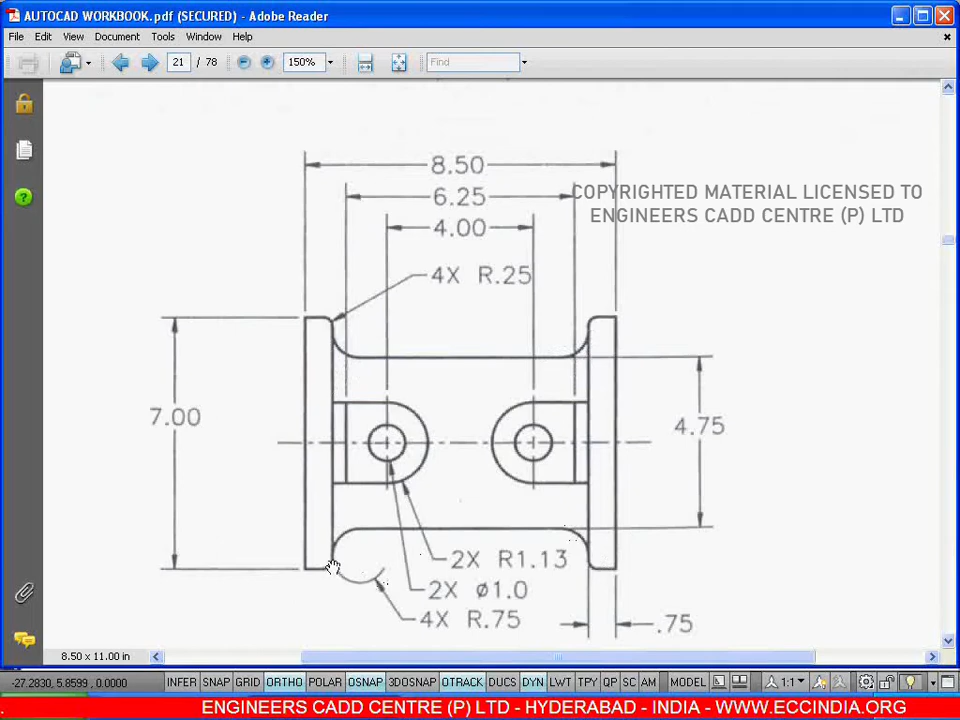 AUTOCAD WORKBOOK.pdf (SECURED) - Adobe Reader
File Edit View Document Tools Window Help
21 / 78 150% Find
8.50
6.25
COPYRIGHTED MATERIAL LICENSED TO
ENGINEERS CADD CENTRE (P) LTD
4.00
4X R.25
7.00
4.75
2X R1.13
2X ø1.0
4X R.75
.75
8.50 x 11.00 in
-27.2830, 5.8599, 0.0000 INFER SNAP GRID ORTHO POLAR OSNAP 3DOSNAP OTRACK DUCS DYN LWT TPY QP SC AM MODEL 1:1
. ENGINEERS CADD CENTRE (P) LTD - HYDERABAD - INDIA - WWW.ECCINDIA.ORG